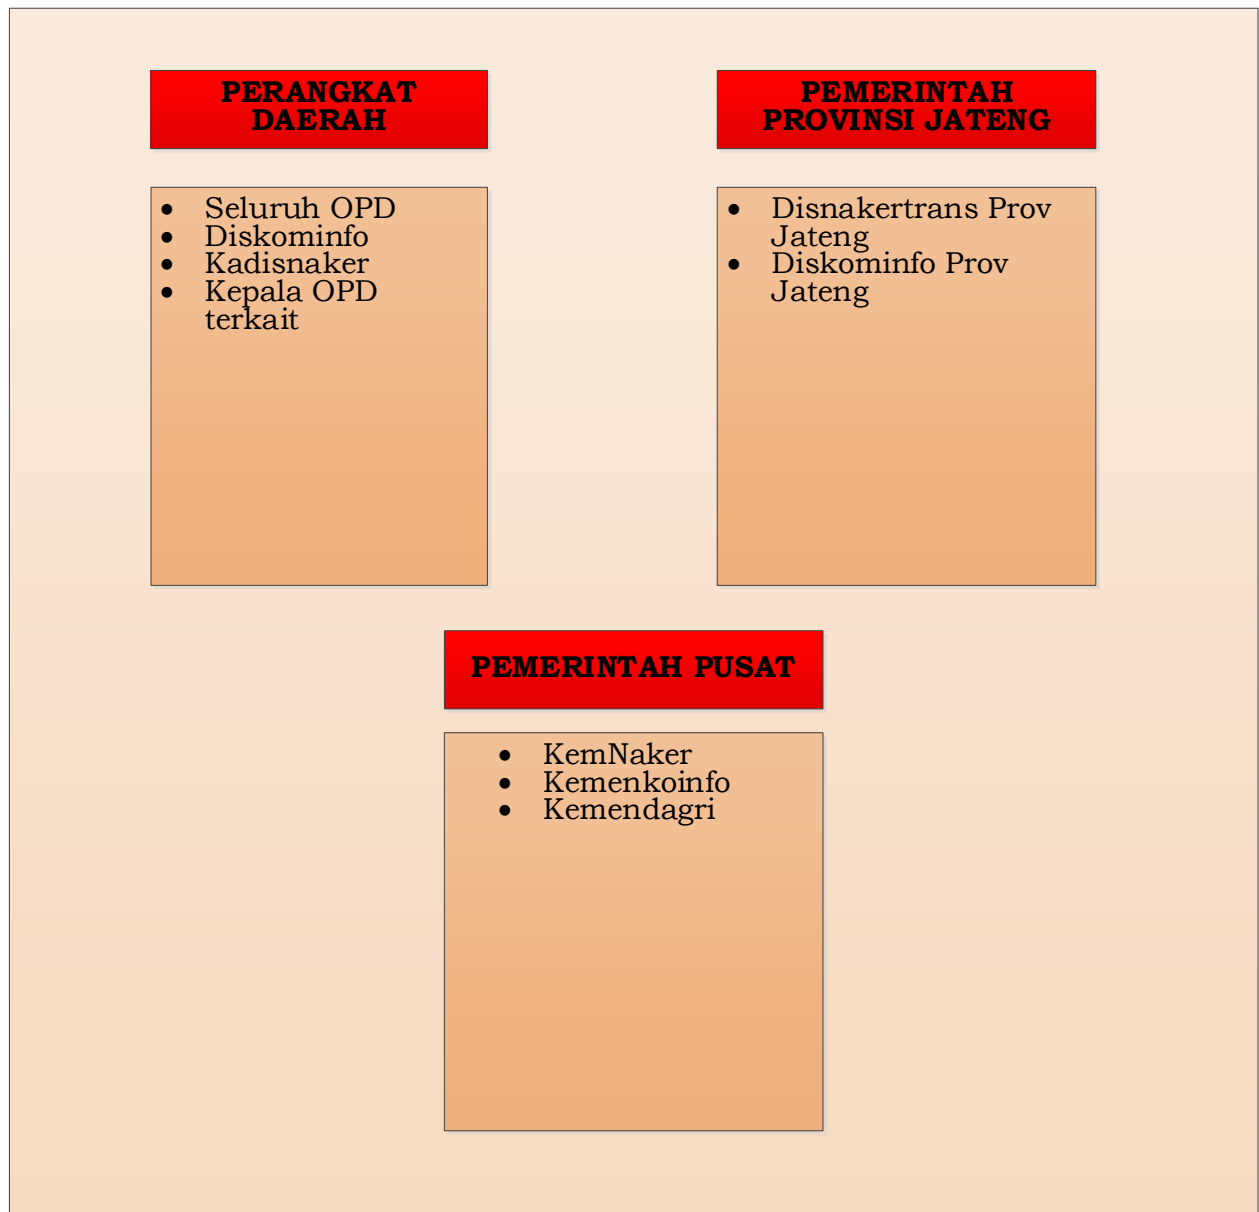 PERANGKAT
DAERAH
• Seluruh OPD
• Diskominfo
• Kadisnaker
• Kepala OPD
terkait
PEMERINTAH
PROVINSI JATENG
• Disnakertrans Prov
Jateng
• Diskominfo Prov
Jateng
PEMERINTAH PUSAT
• KemNaker
• Kemenkoinfo
• Kemendagri